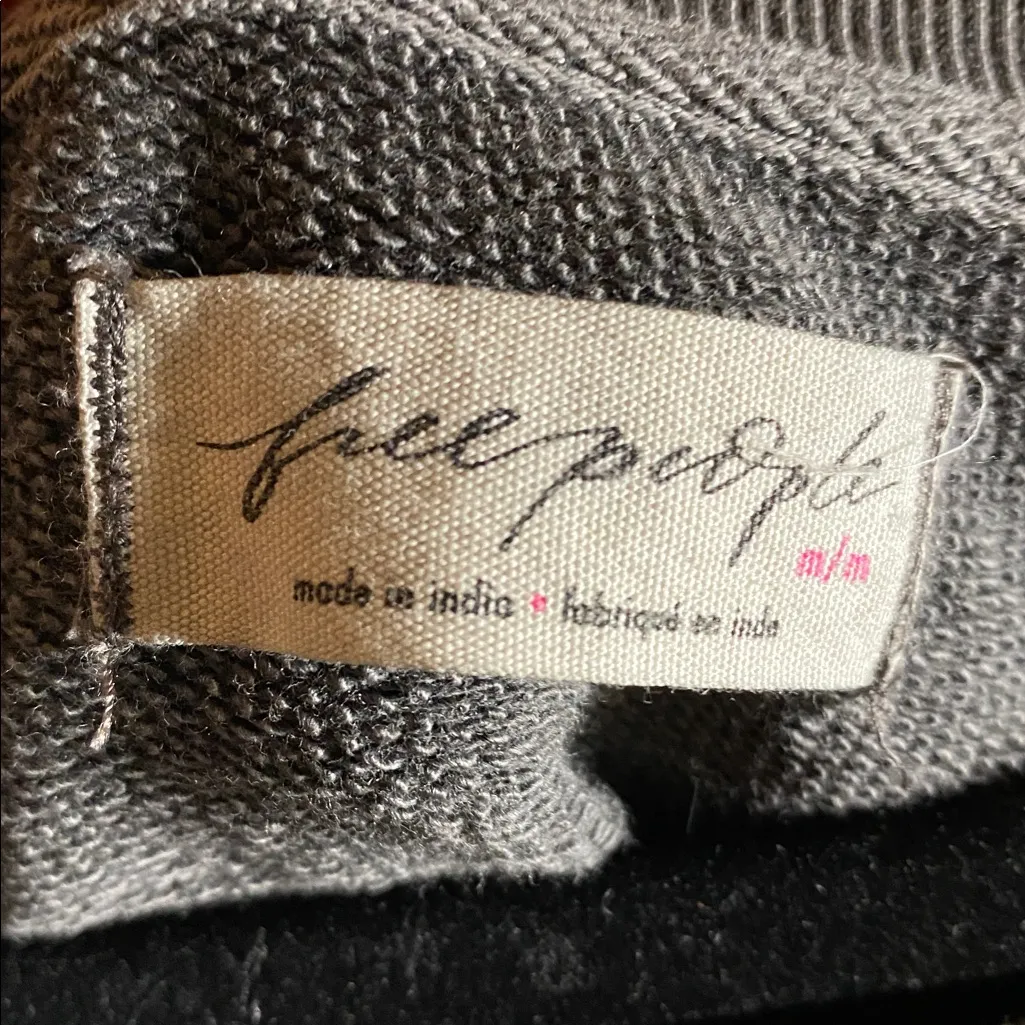 free people
m/m
made in india • fabriqué en inde